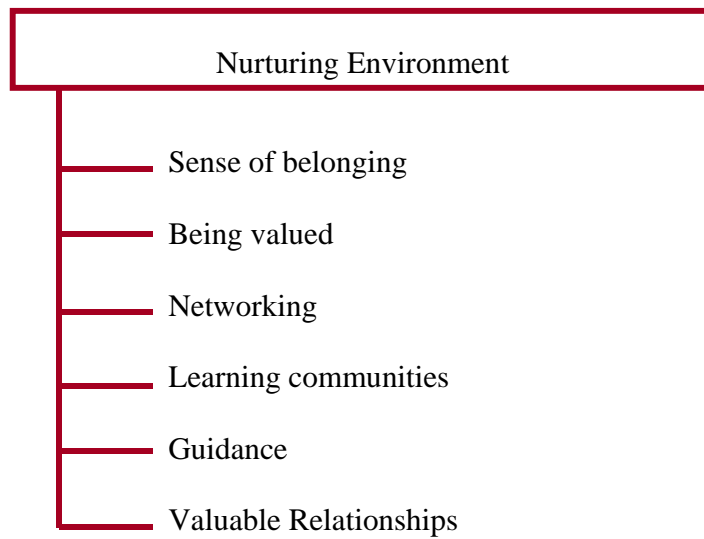 Nurturing Environment
Sense of belonging
Being valued
Networking
Learning communities
Guidance
Valuable Relationships